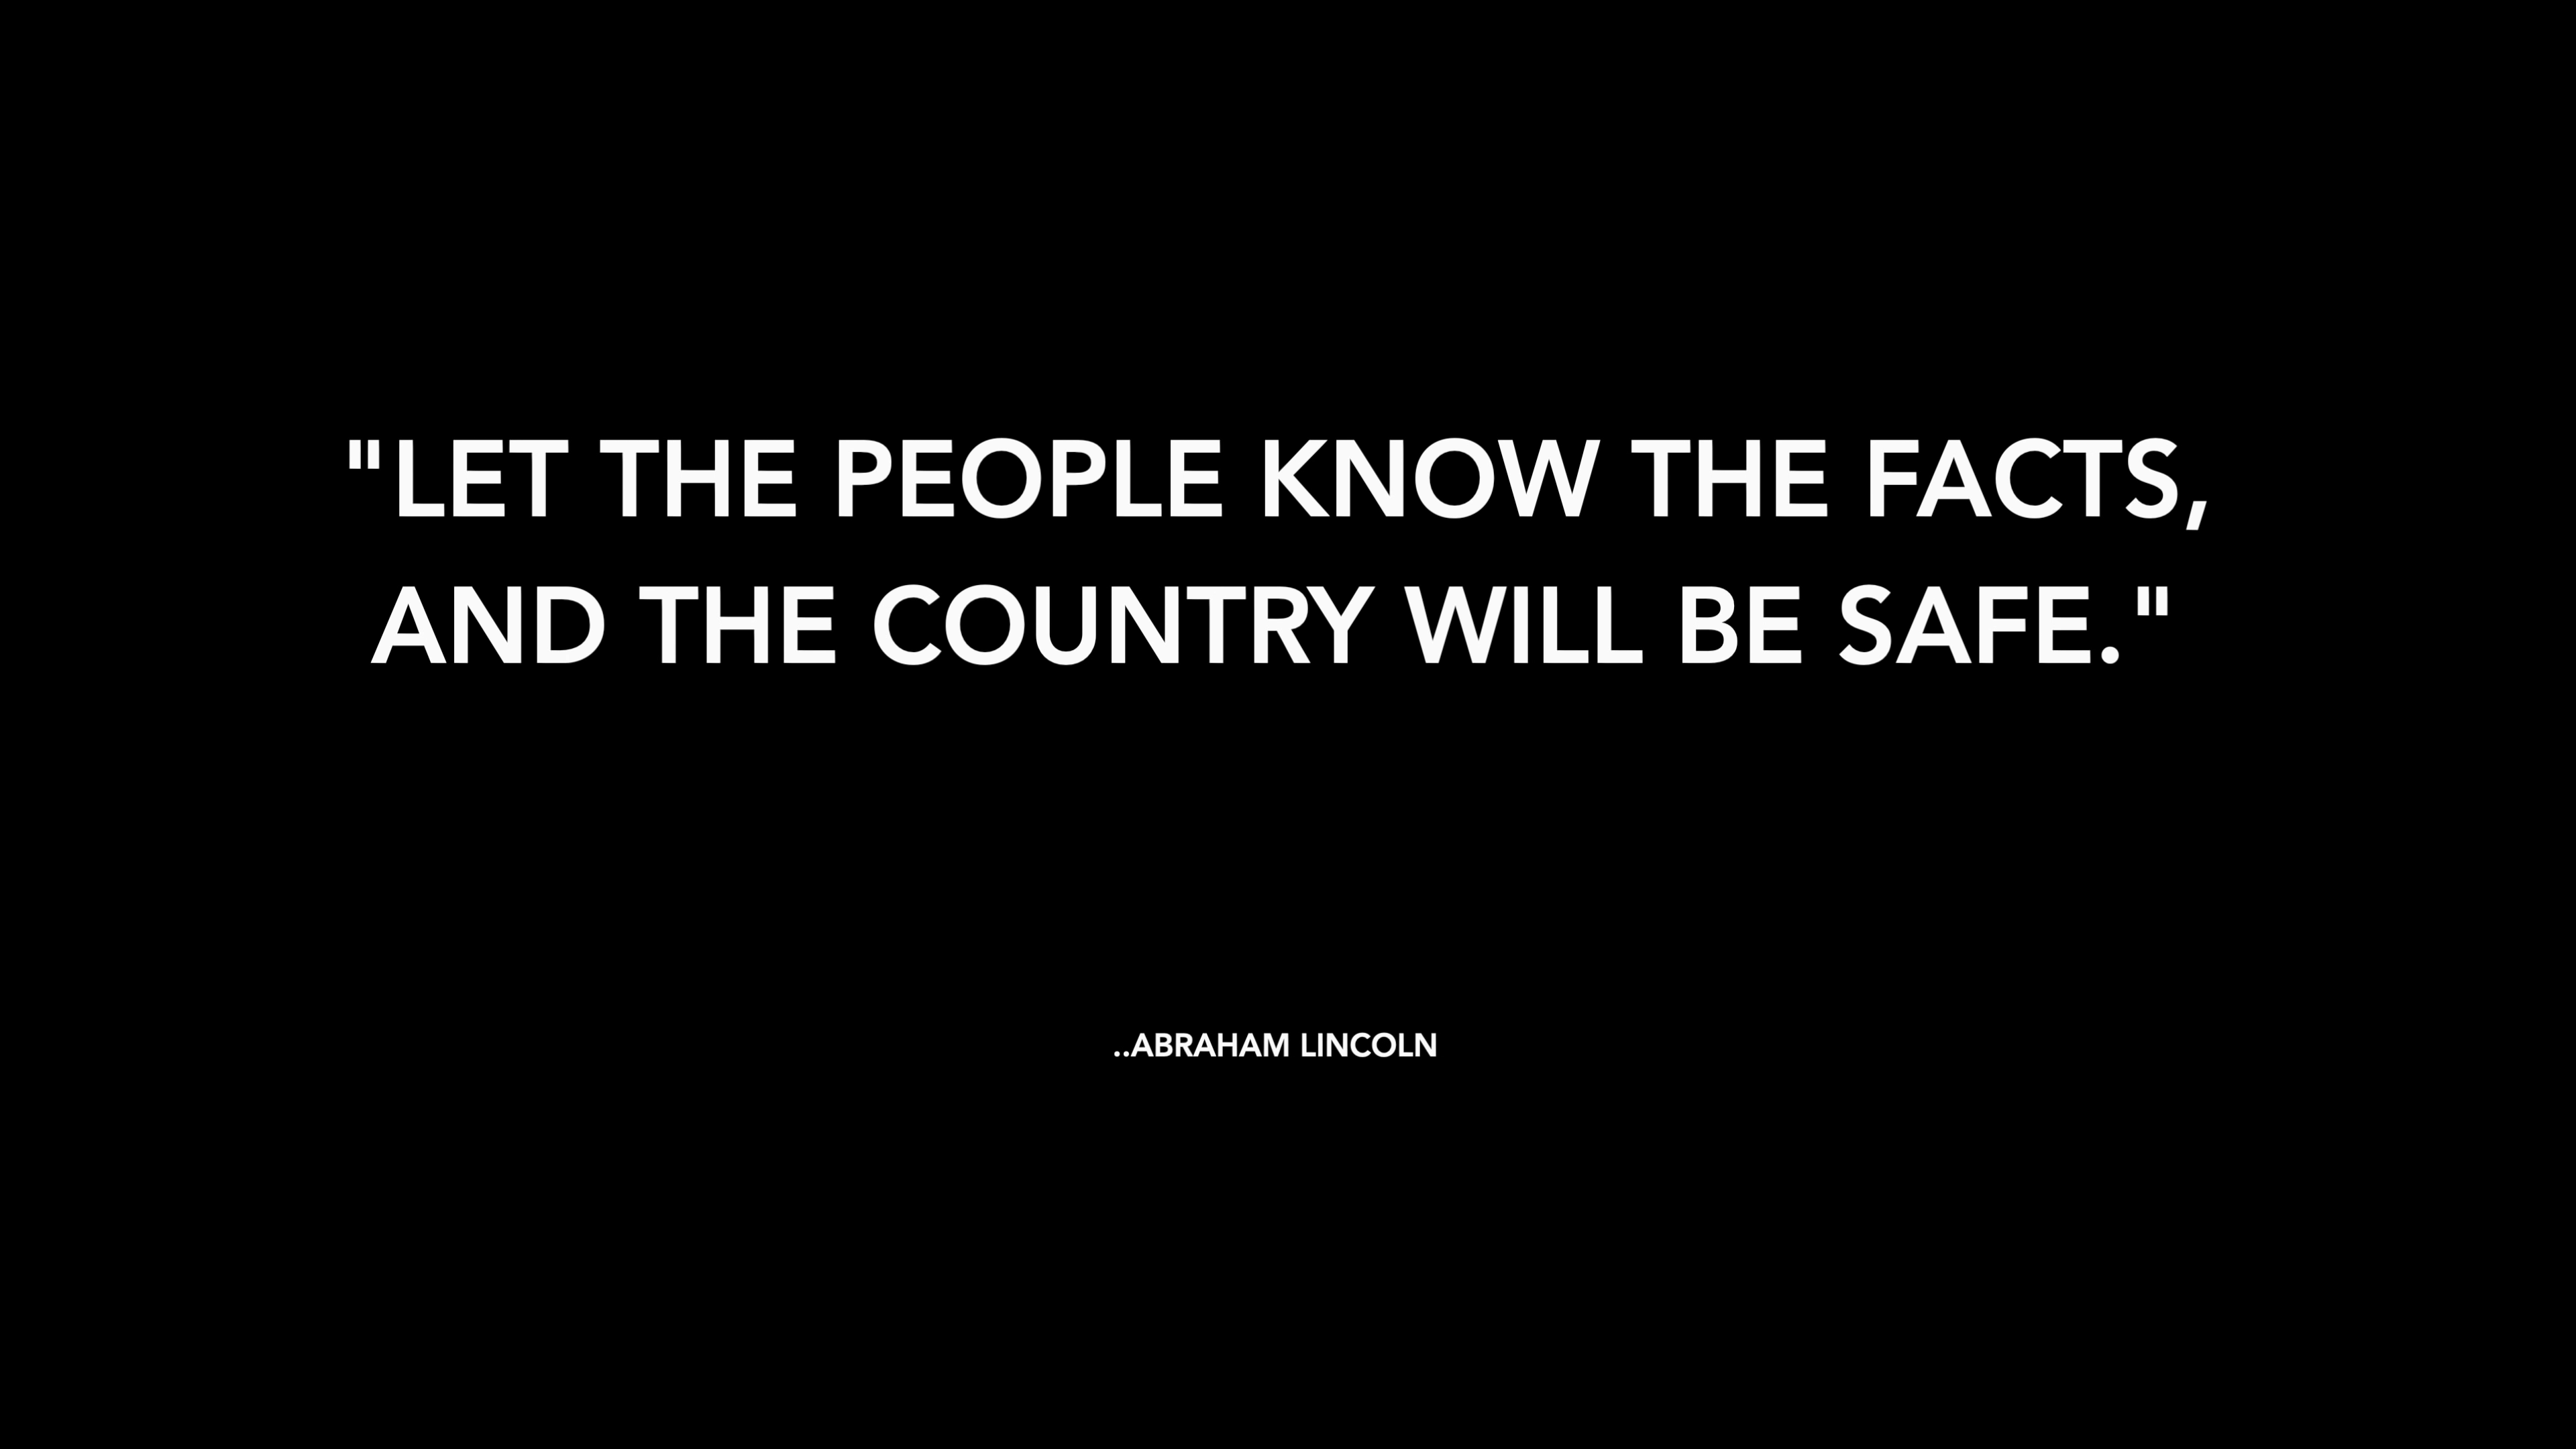 "LET THE PEOPLE KNOW THE FACTS,
AND THE COUNTRY WILL BE SAFE."
..ABRAHAM LINCOLN